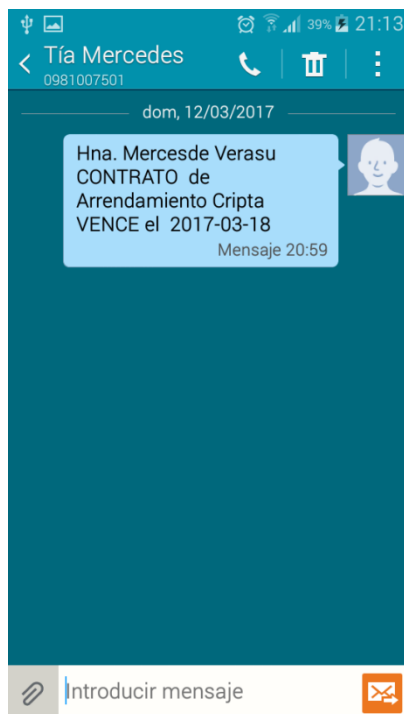 39% 21:13
Tía Mercedes
0981007501
dom, 12/03/2017
Hna. Mercesde Verasu
CONTRATO de
Arrendamiento Cripta
VENCE el 2017-03-18
Mensaje 20:59
Introducir mensaje